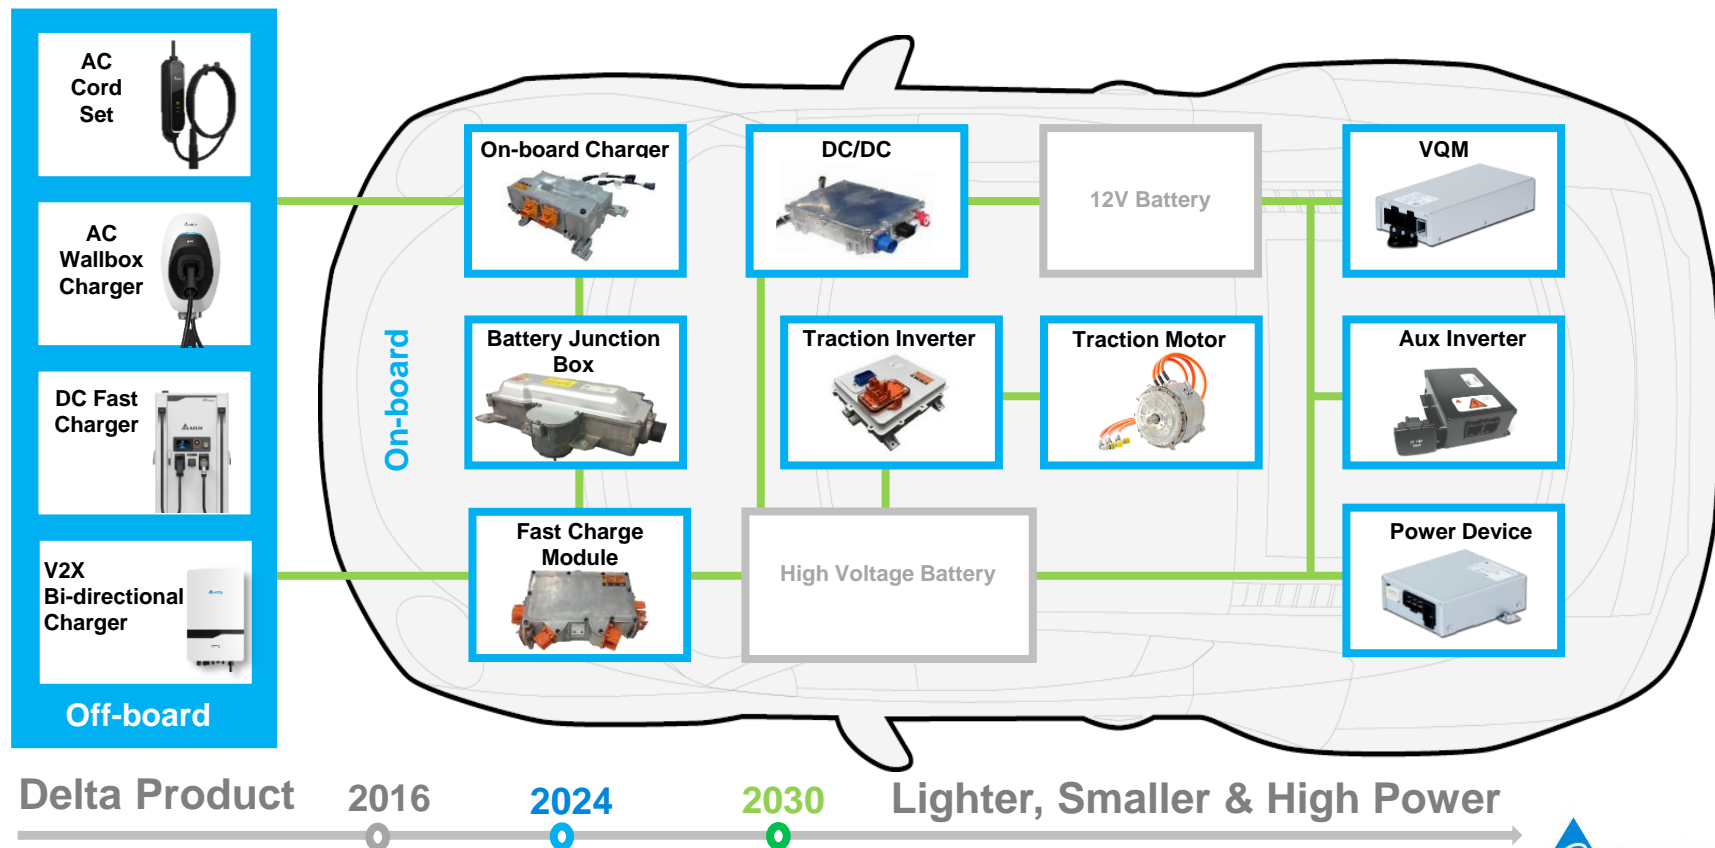 AC
Cord
Set
AC
Wallbox
Charger
DC Fast
Charger
V2X
Bi-directional
Charger
Off-board
On-board
On-board Charger
DC/DC
12V Battery
VQM
Battery Junction
Box
Traction Inverter
Traction Motor
Aux Inverter
Fast Charge
Module
High Voltage Battery
Power Device
Delta Product
2016
2024
2030
Lighter, Smaller & High Power